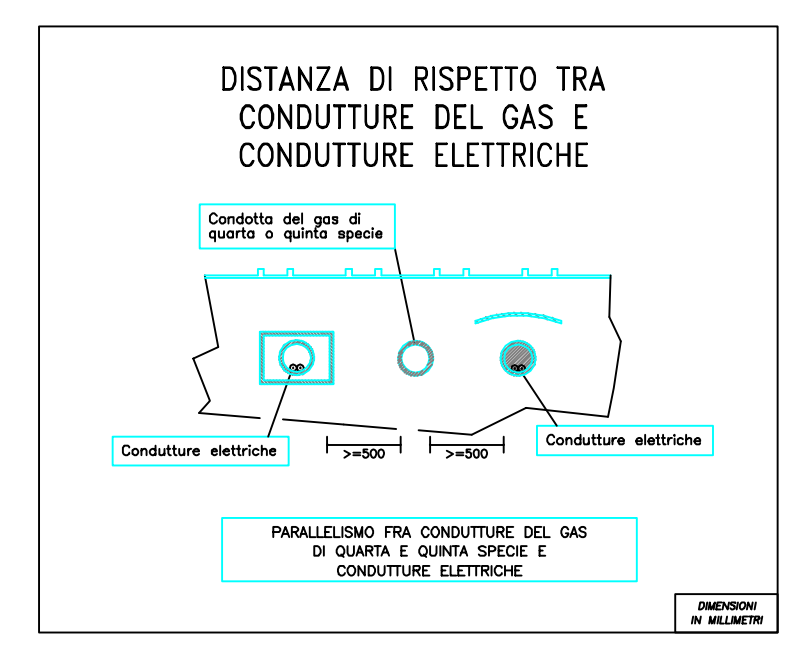 DISTANZA DI RISPETTO TRA
CONDUTTURE DEL GAS E
CONDUTTURE ELETTRICHE
Condotta del gas di
quarta o quinta specie
Condutture elettriche
>=500
>=500
Condutture elettriche
PARALLELISMO FRA CONDUTTURE DEL GAS
DI QUARTA E QUINTA SPECIE E
CONDUTTURE ELETTRICHE
DIMENSIONI
IN MILLIMETRI